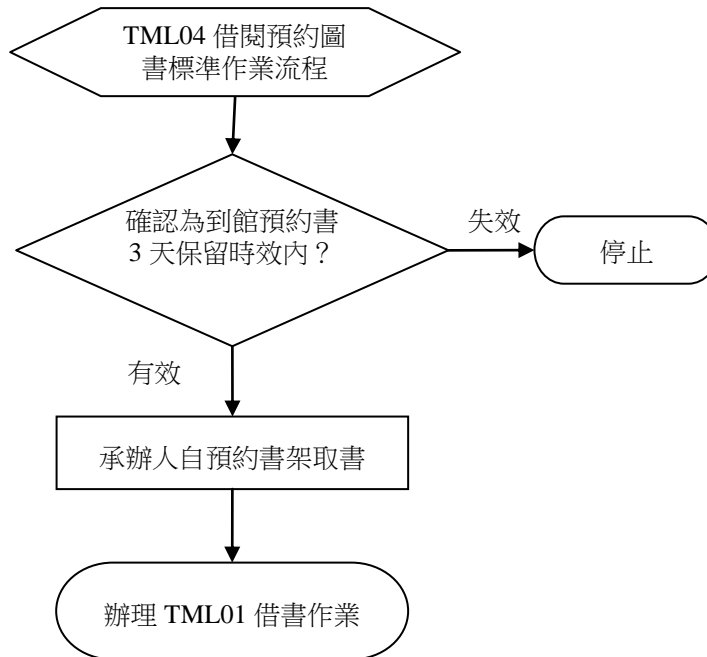 TML04 借閱預約圖
書標準作業流程
確認為到館預約書
3 天保留時效內？
失效
停止
有效
承辦人自預約書架取書
辦理 TML01 借書作業